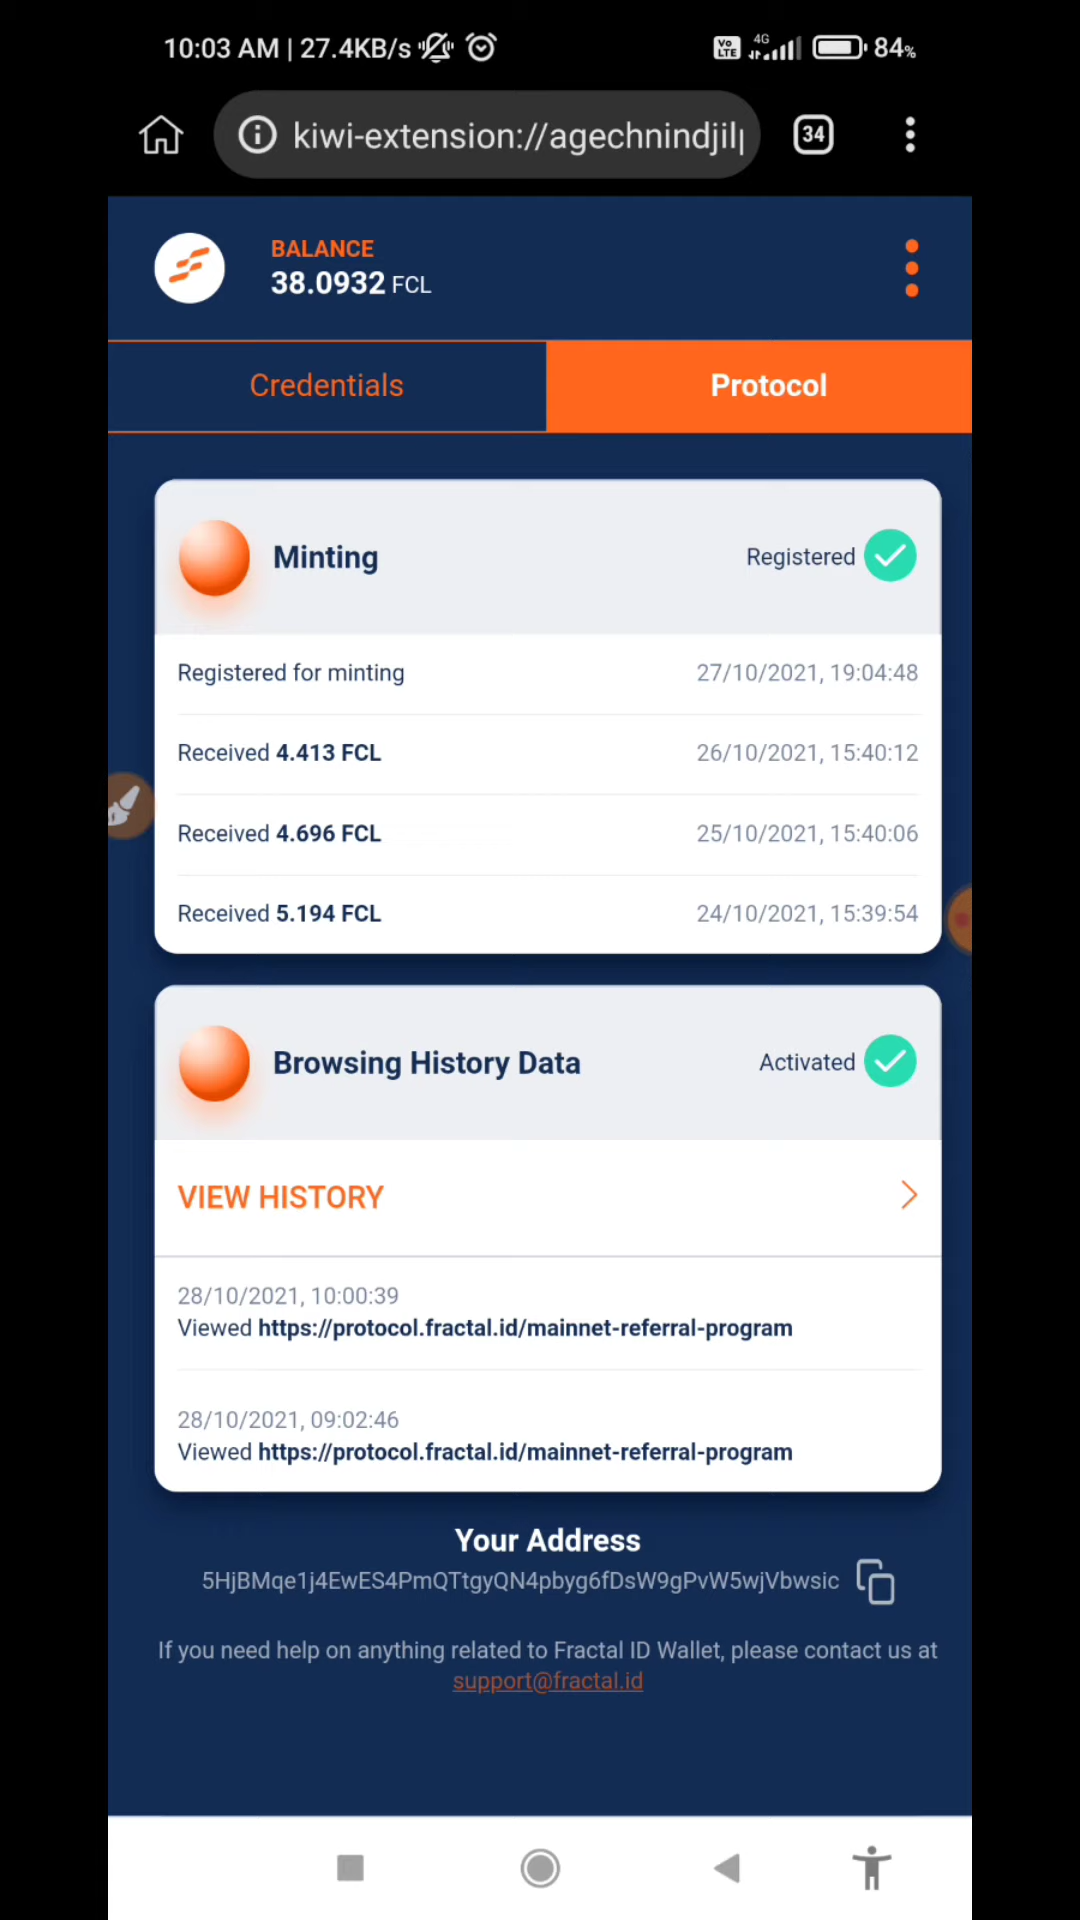 10:03 AM | 27.4KB/s
Vo LTE 4G 84%
kiwi-extension://agechnindjil
34
BALANCE
38.0932 FCL
Credentials
Protocol
Minting
Registered
Registered for minting 27/10/2021, 19:04:48
Received 4.413 FCL 26/10/2021, 15:40:12
Received 4.696 FCL 25/10/2021, 15:40:06
Received 5.194 FCL 24/10/2021, 15:39:54
Browsing History Data
Activated
VIEW HISTORY
28/10/2021, 10:00:39
Viewed https://protocol.fractal.id/mainnet-referral-program
28/10/2021, 09:02:46
Viewed https://protocol.fractal.id/mainnet-referral-program
Your Address
5HjBMqe1j4EwES4PmQTtgyQN4pbyg6fDsW9gPvW5wjVbwsic
If you need help on anything related to Fractal ID Wallet, please contact us at
support@fractal.id